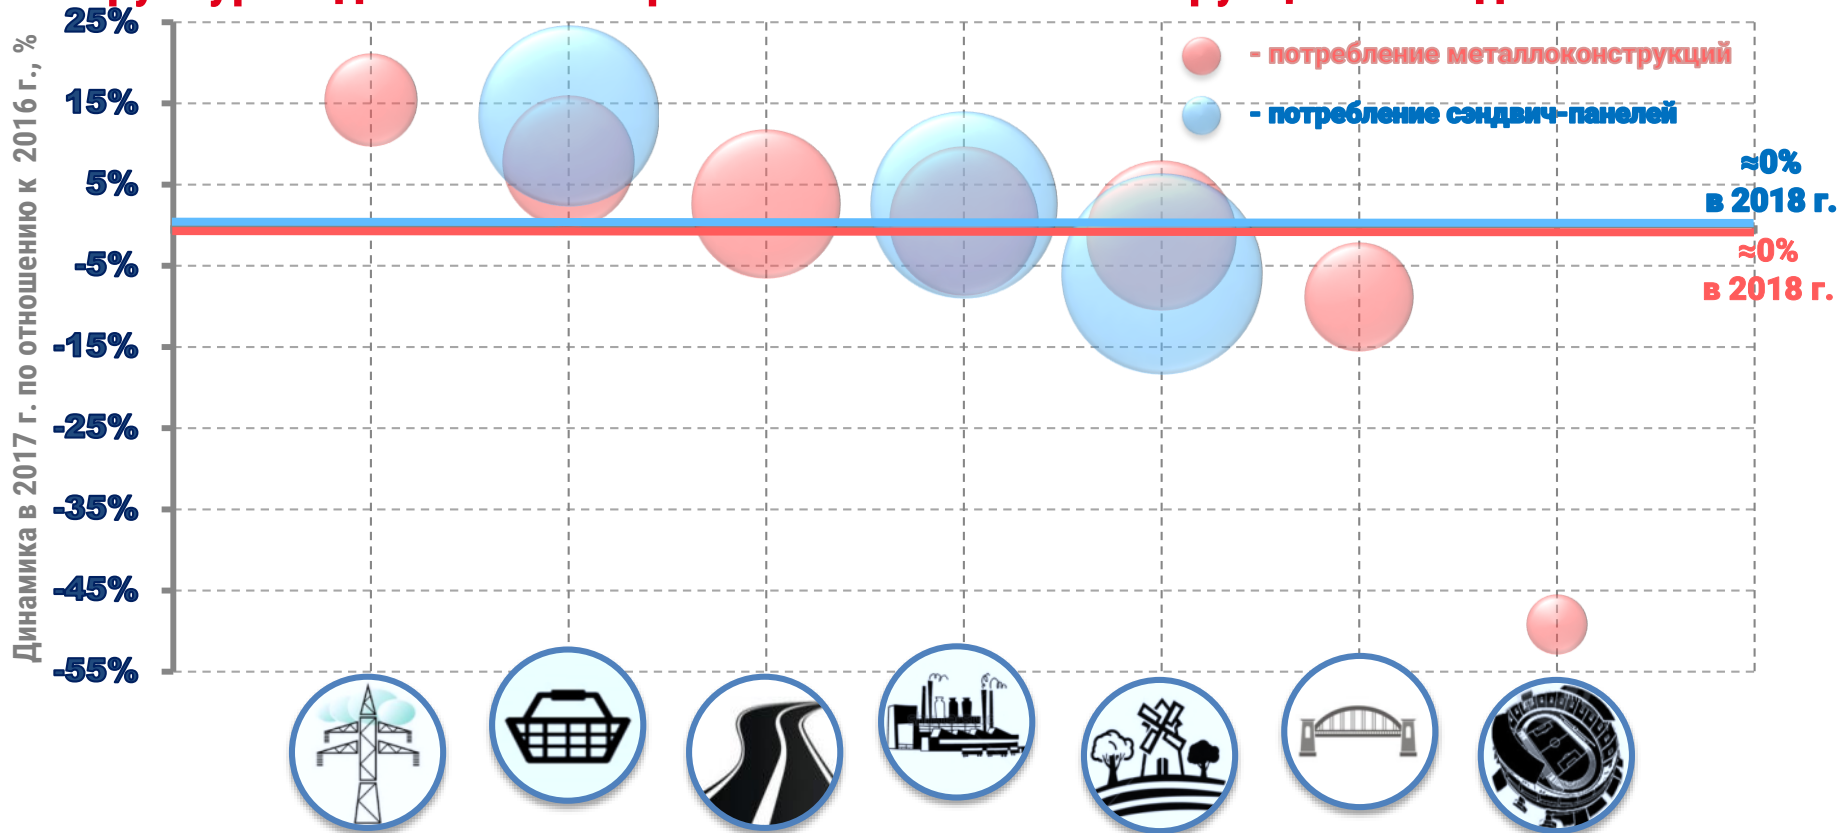 25%
15%
5%
-5%
-15%
-25%
-35%
-45%
-55%
Динамика в 2017 г. по отношению к 2016 г., %
- потребление металлоконструкций
- потребление сэндвич-панелей
≈0%
в 2018 г.
≈0%
в 2018 г.